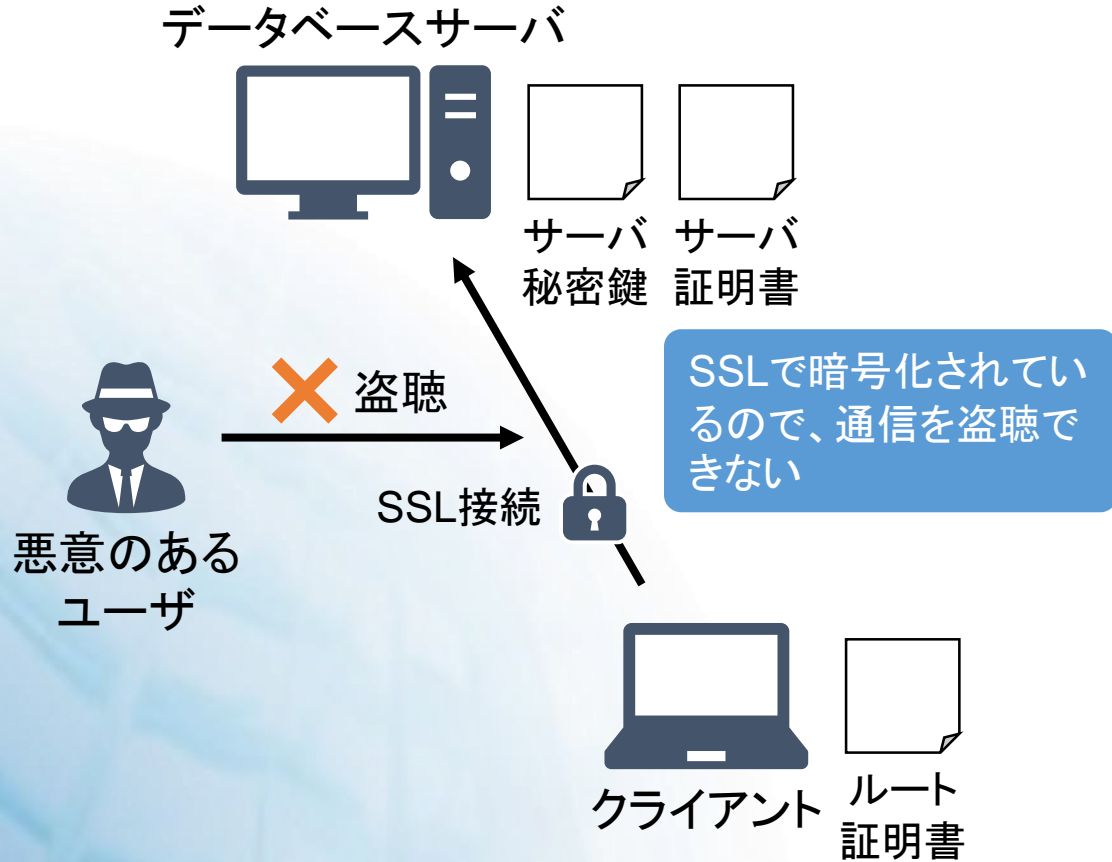 データベースサーバ
サーバ
秘密鍵
サーバ
証明書
盗聴
SSLで暗号化されてい
るので、通信を盗聴で
きない
SSL接続
悪意のある
ユーザ
クライアント
ルート
証明書